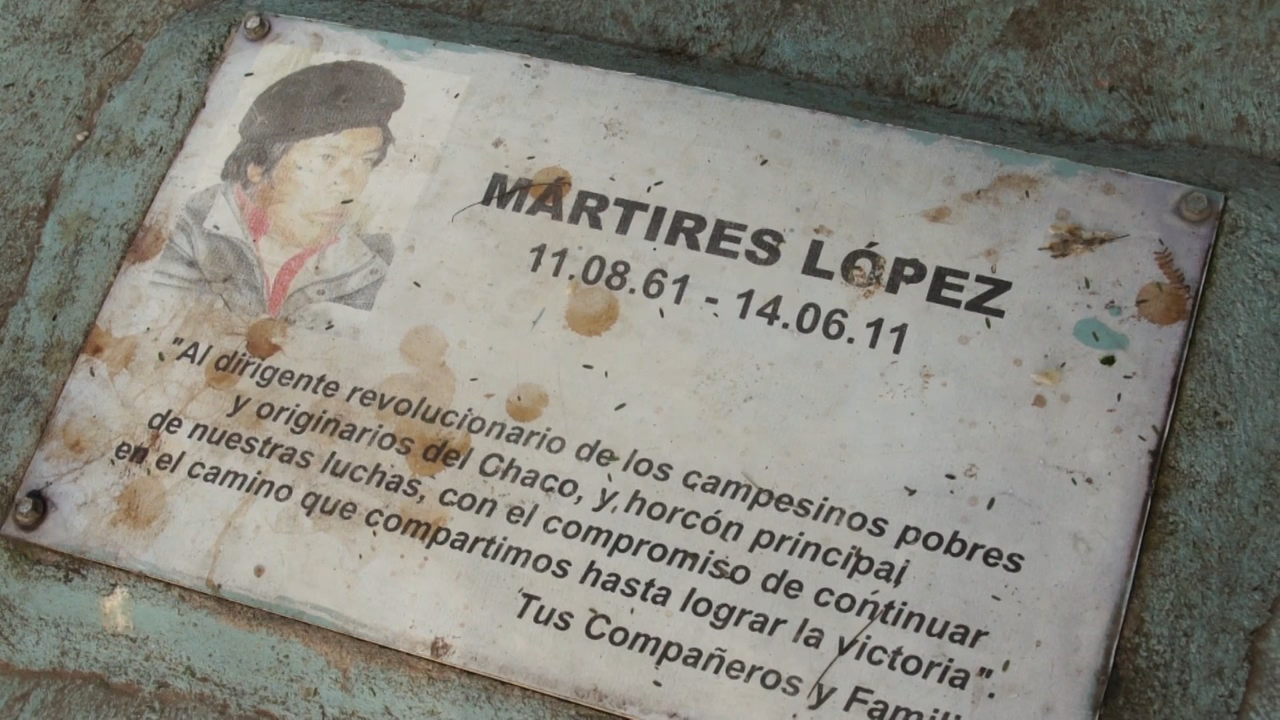 MÁRTIRES LÓPEZ
11.08.61 - 14.06.11
"Al dirigente revolucionario de los campesinos pobres
y originarios del Chaco, y horcón principal
de nuestras luchas, con el compromiso de continuar
en el camino que compartimos hasta lograr la victoria".
Tus Compañeros y